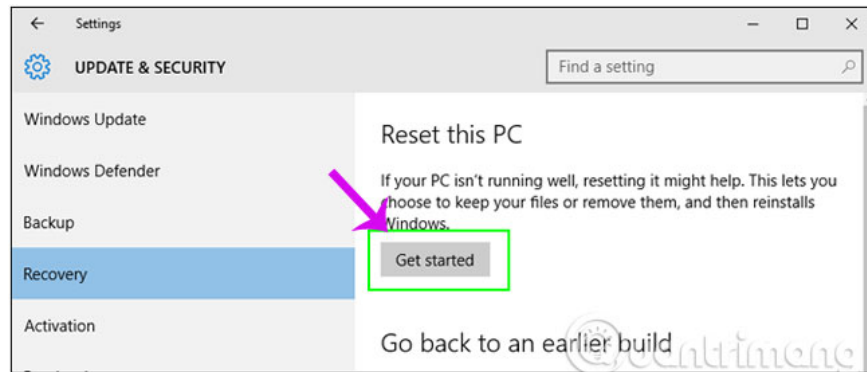 Settings
UPDATE & SECURITY
Find a setting
Windows Update
Windows Defender
Backup
Recovery
Activation
Reset this PC
If your PC isn't running well, resetting it might help. This lets you
choose to keep your files or remove them, and then reinstalls
Windows.
Get started
Go back to an earlier build
quantrimang